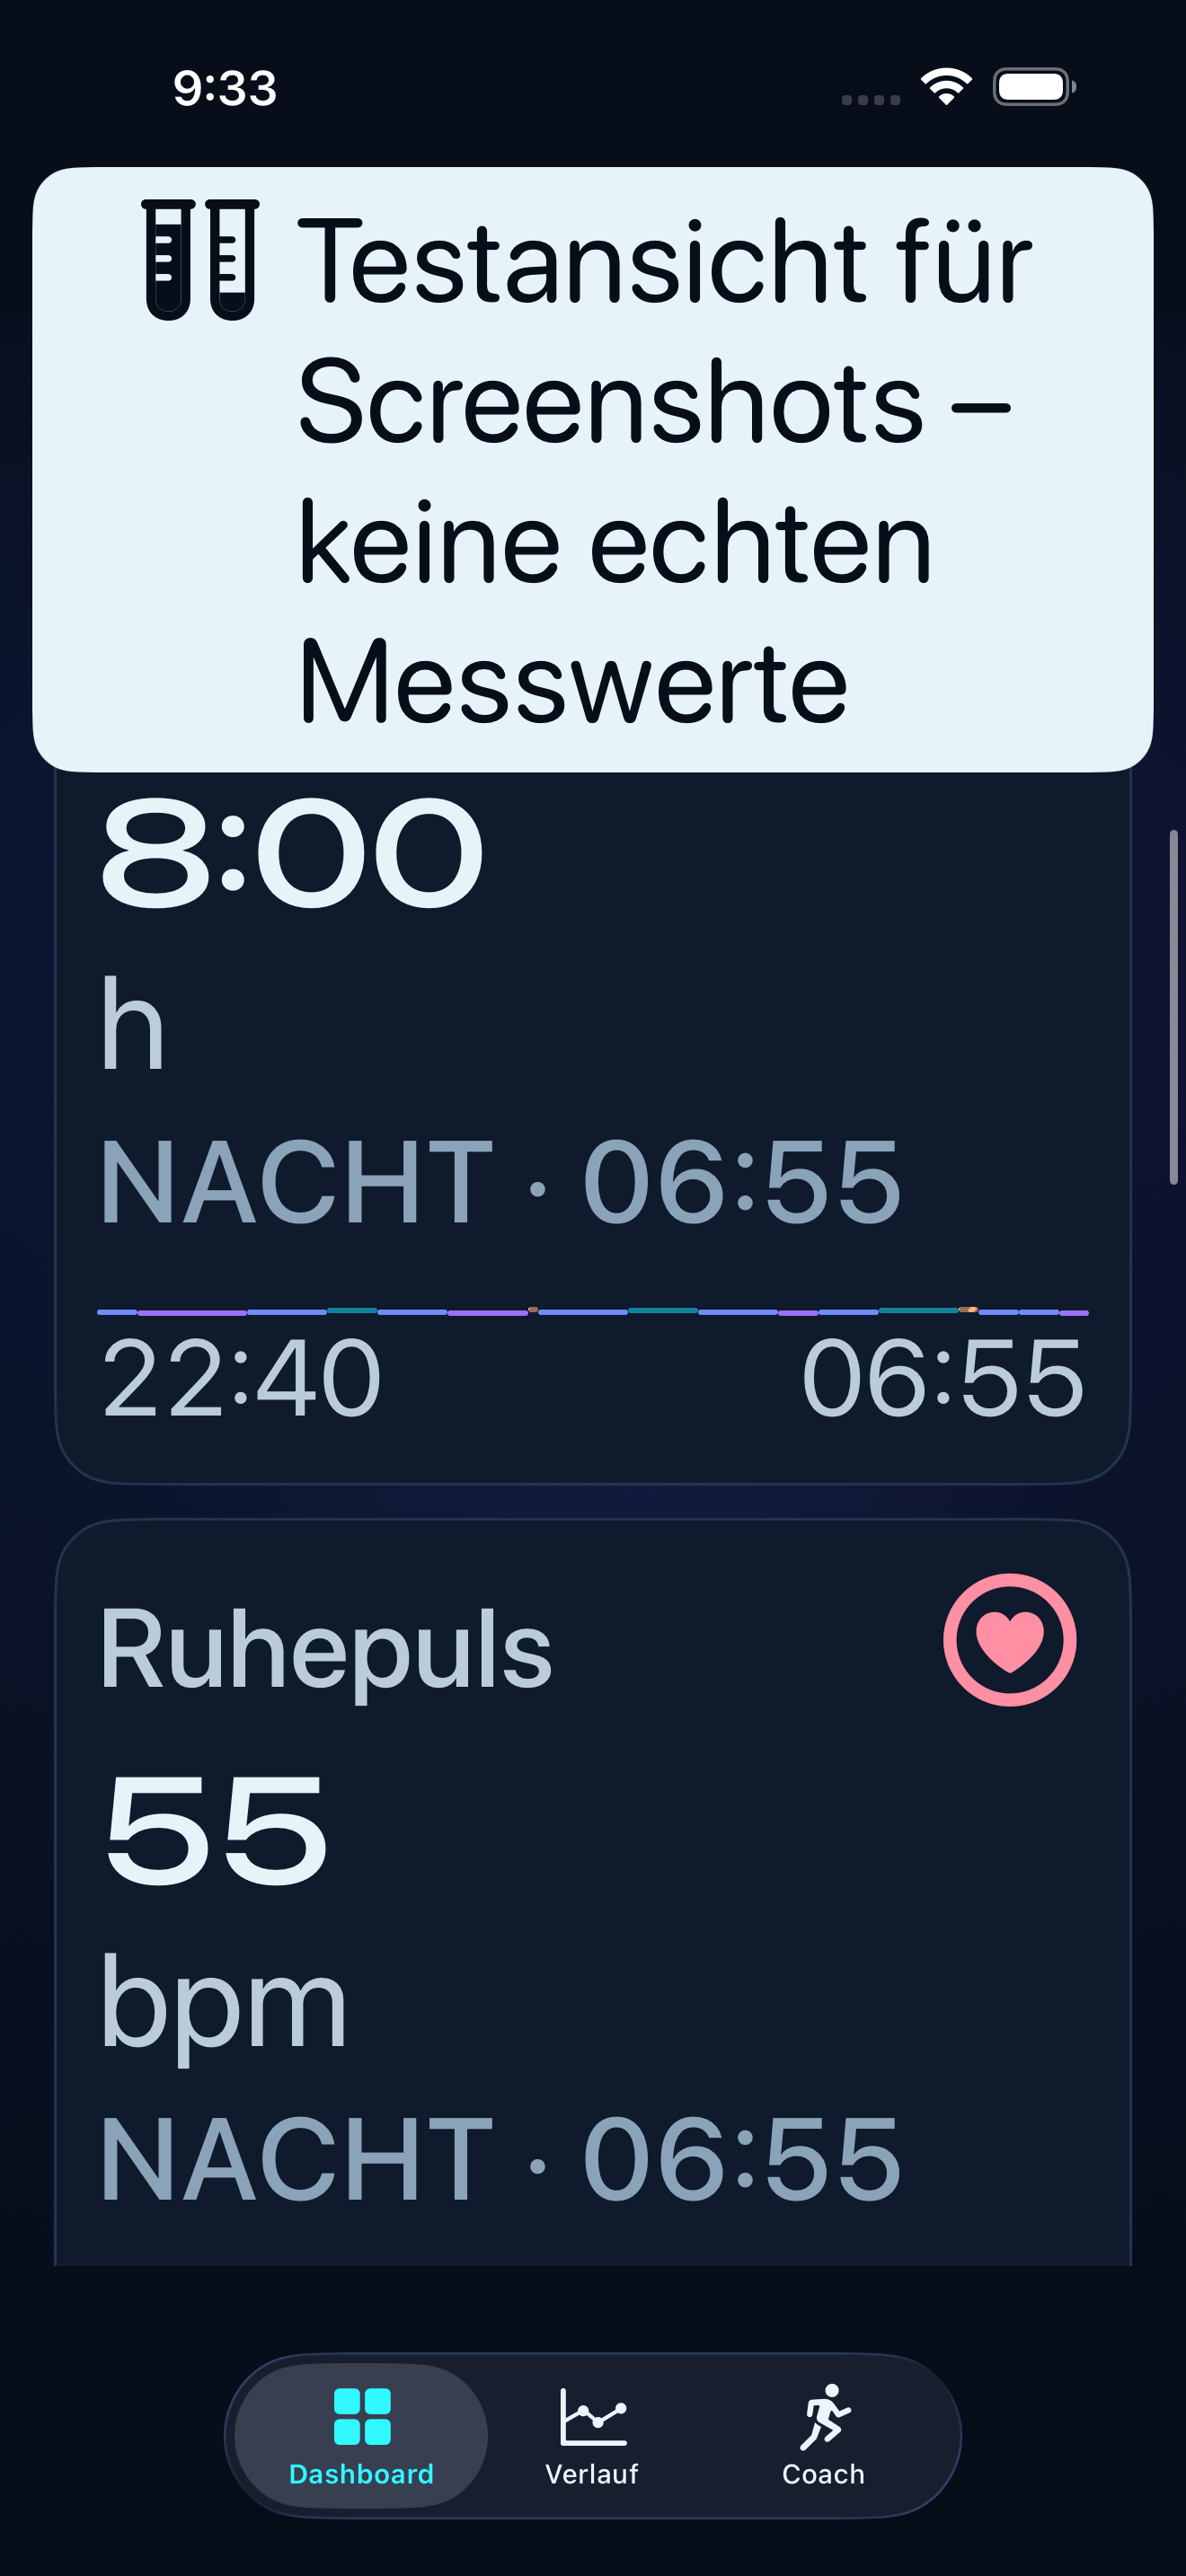 9:33
Testansicht für
Screenshots –
keine echten
Messwerte
8:00
h
NACHT · 06:55
22:40 06:55
Ruhepuls
55
bpm
NACHT · 06:55
Dashboard Verlauf Coach